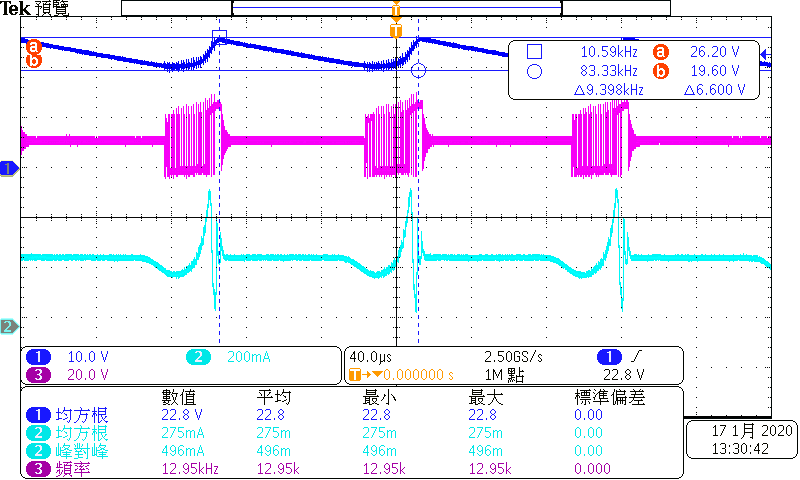 Tek 預覽
T
T
a
b
10.59kHz a 26.20 V
83.33kHz b 19.60 V
△9.398kHz △6.600 V
1
2
1 10.0 V 2 200mA
3 20.0 V
40.0µs 2.50GS/s 1
T→▼0.000000 s 1M 點 22.8 V
數值 平均 最小 最大 標準偏差
1 均方根 22.8 V 22.8 22.8 22.8 0.00
2 均方根 275mA 275m 275m 275m 0.00
2 峰對峰 496mA 496m 496m 496m 0.00
3 頻率 12.95kHz 12.95k 12.95k 12.95k 0.000
17 1月 2020
13:30:42